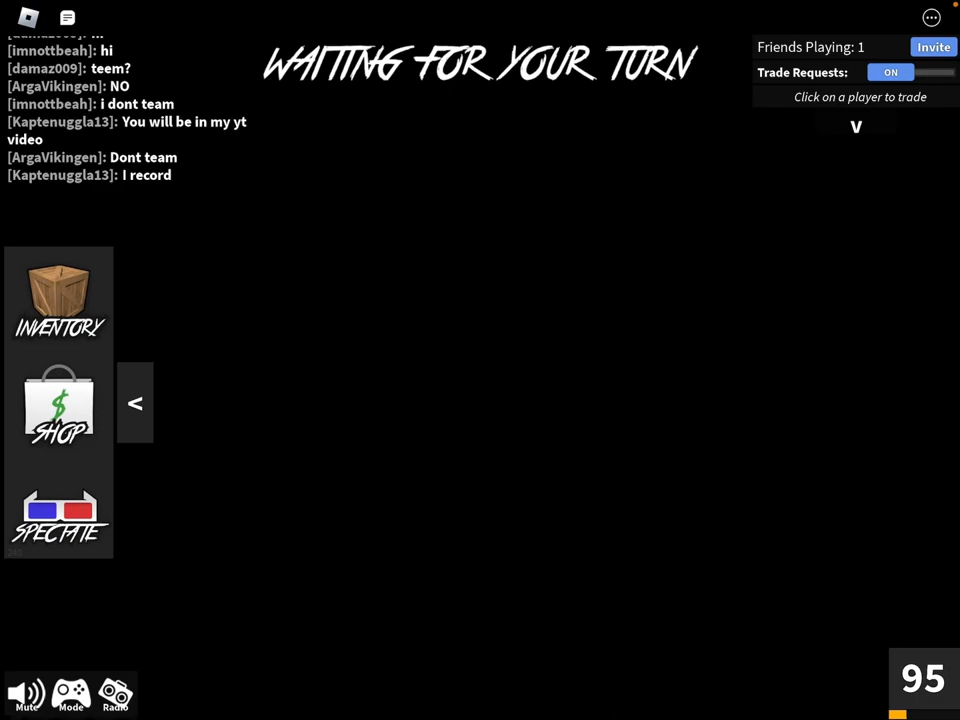 WAITING FOR YOUR TURN
[imnottbeah]: hi
[damaz009]: teem?
[ArgaVikingen]: NO
[imnottbeah]: i dont team
[Kaptenuggla13]: You will be in my yt
video
[ArgaVikingen]: Dont team
[Kaptenuggla13]: I record
Friends Playing: 1 Invite
Trade Requests: ON
Click on a player to trade
V
INVENTORY
SHOP
<
SPECTATE
Mute Mode Radio
95